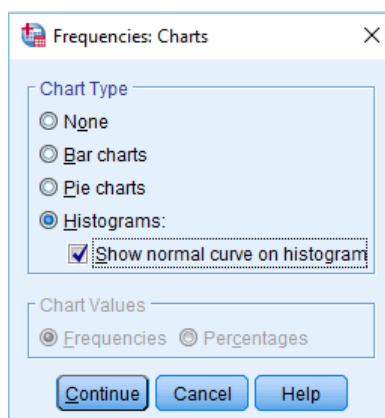 Frequencies: Charts
Chart Type
None
Bar charts
Pie charts
Histograms:
Show normal curve on histogram
Chart Values
Frequencies Percentages
Continue Cancel Help